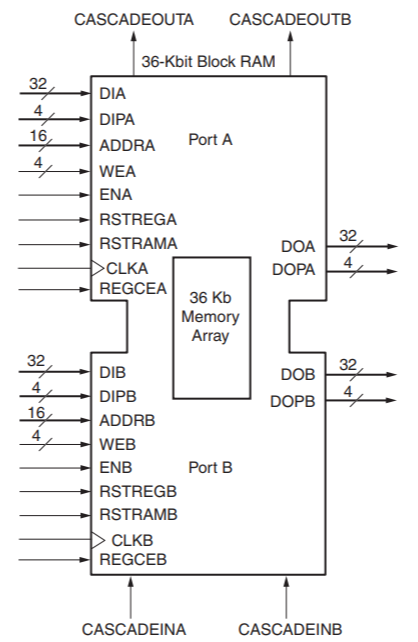 CASCADEOUTA CASCADEOUTB
36-Kbit Block RAM
32
DIA
4
DIPA
Port A
16
ADDRA
4
WEA
ENA
RSTREGA
RSTRAMA
DOA 32
CLKA
DOPA 4
REGCEA
36 Kb
Memory
Array
32
DIB
DOB 32
4
DIPB
DOPB 4
16
ADDRB
4
WEB
ENB
Port B
RSTREGB
RSTRAMB
CLKB
REGCEB
CASCADEINA CASCADEINB